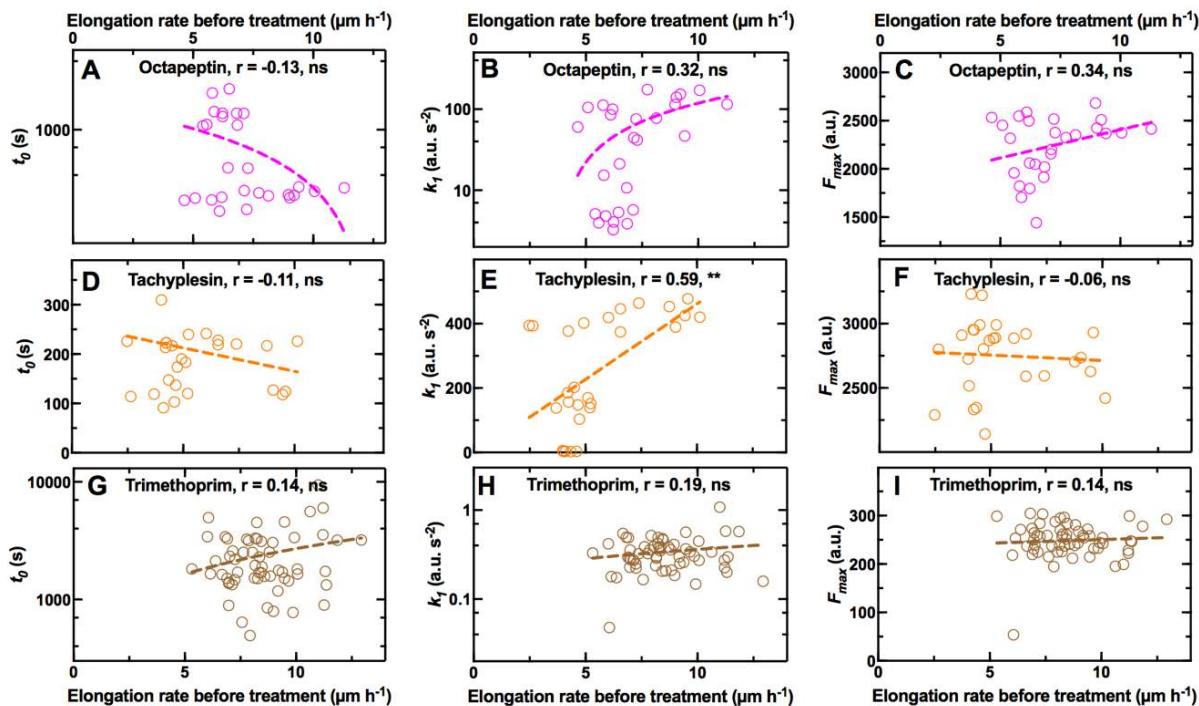 Elongation rate before treatment (µm h-1) Elongation rate before treatment (µm h-1) Elongation rate before treatment (µm h-1)
0 5 10 0 5 10 0 5 10
A Octapeptin, r = -0.13, ns
t0 (s)
1000
B Octapeptin, r = 0.32, ns
k1 (a.u. s-2)
100
10
C Octapeptin, r = 0.34, ns
Fmax (a.u.)
3000
2500
2000
1500
D Tachyplesin, r = -0.11, ns
t0 (s)
300
200
100
0
E Tachyplesin, r = 0.59, **
k1 (a.u. s-2)
400
200
0
F Tachyplesin, r = -0.06, ns
Fmax (a.u.)
3000
2500
G Trimethoprim, r = 0.14, ns
t0 (s)
10000
1000
H Trimethoprim, r = 0.19, ns
k1 (a.u. s-2)
1
0.1
I Trimethoprim, r = 0.14, ns
Fmax (a.u.)
300
200
100
0
0 5 10 0 5 10 0 5 10
Elongation rate before treatment (µm h-1) Elongation rate before treatment (µm h-1) Elongation rate before treatment (µm h-1)